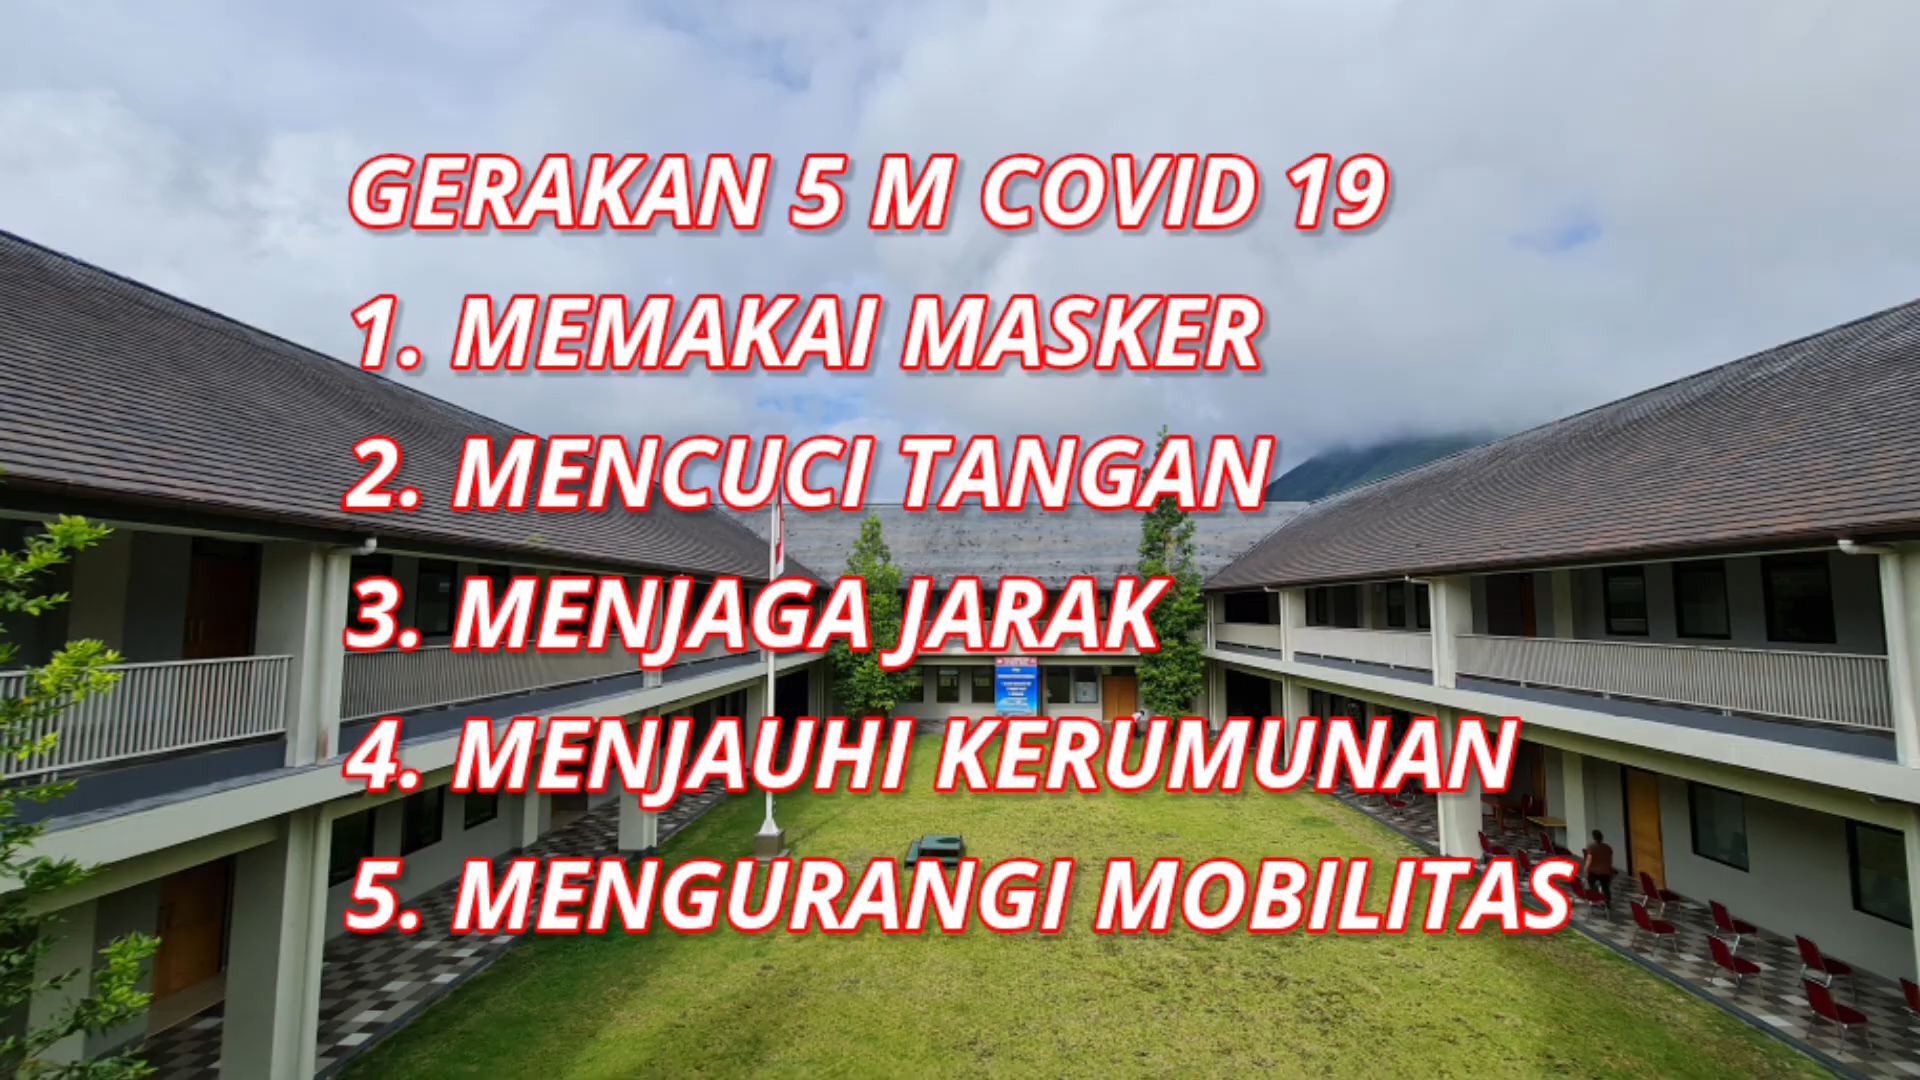 GERAKAN 5 M COVID 19
1. MEMAKAI MASKER
2. MENCUCI TANGAN
3. MENJAGA JARAK
4. MENJAUHI KERUMUNAN
5. MENGURANGI MOBILITAS